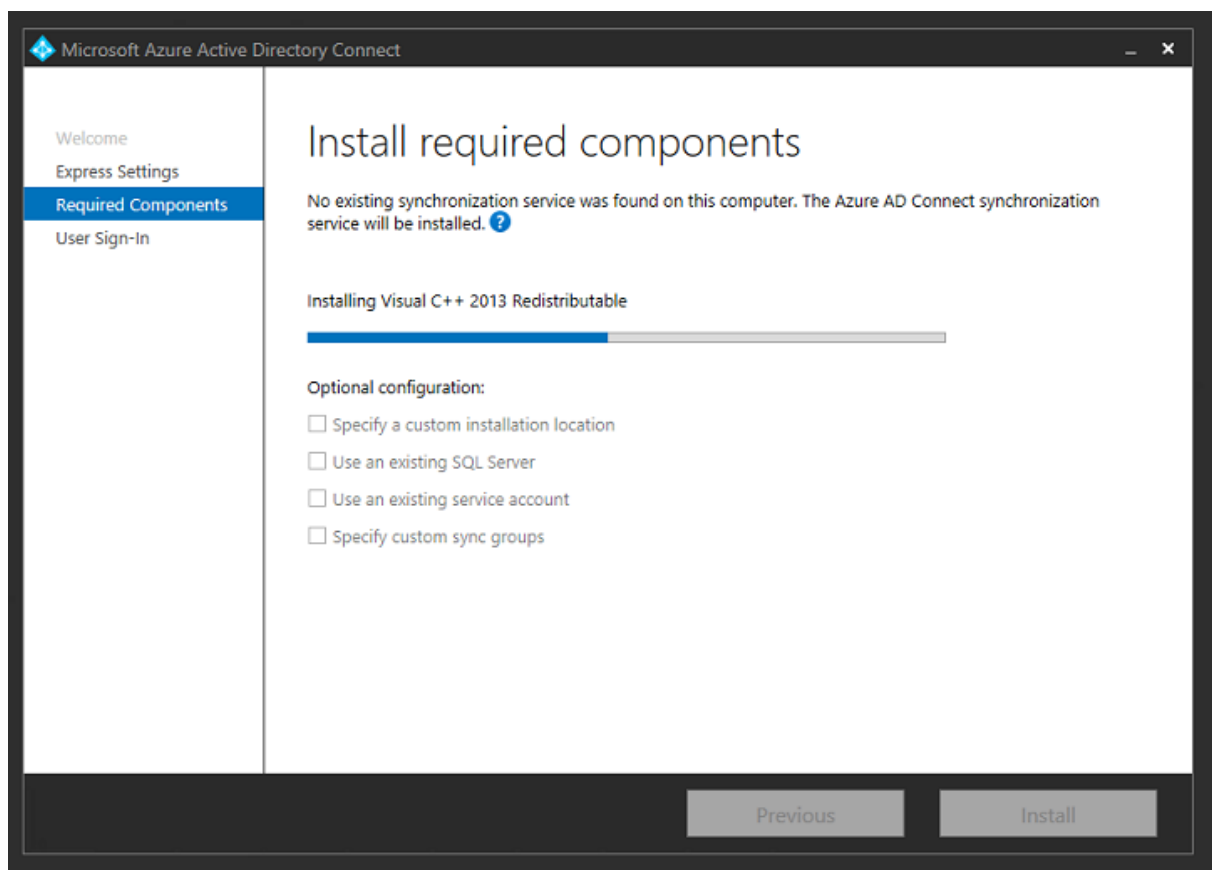 Microsoft Azure Active Directory Connect
Welcome
Express Settings
Required Components
User Sign-In
Install required components
No existing synchronization service was found on this computer. The Azure AD Connect synchronization
service will be installed. ?
Installing Visual C++ 2013 Redistributable
Optional configuration:
Specify a custom installation location
Use an existing SQL Server
Use an existing service account
Specify custom sync groups
Previous
Install